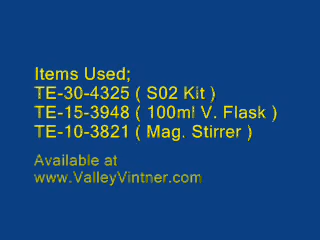 Items Used;
TE-30-4325 ( S02 Kit )
TE-15-3948 ( 100ml V. Flask )
TE-10-3821 ( Mag. Stirrer )
Available at
www.ValleyVintner.com